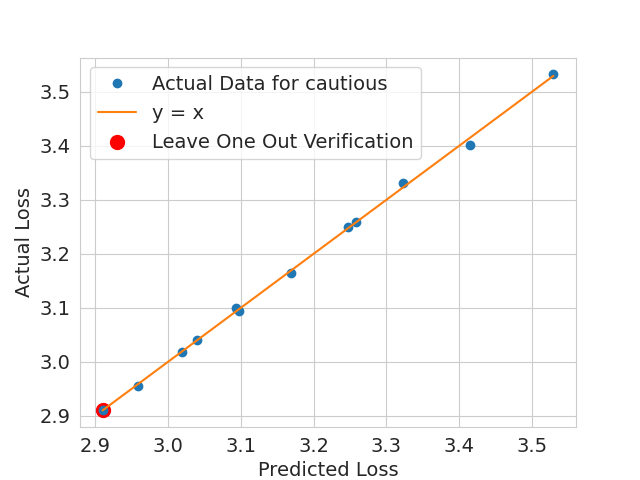 Actual Data for cautious
y = x
Leave One Out Verification
Actual Loss
3.5
3.4
3.3
3.2
3.1
3.0
2.9
2.9 3.0 3.1 3.2 3.3 3.4 3.5
Predicted Loss